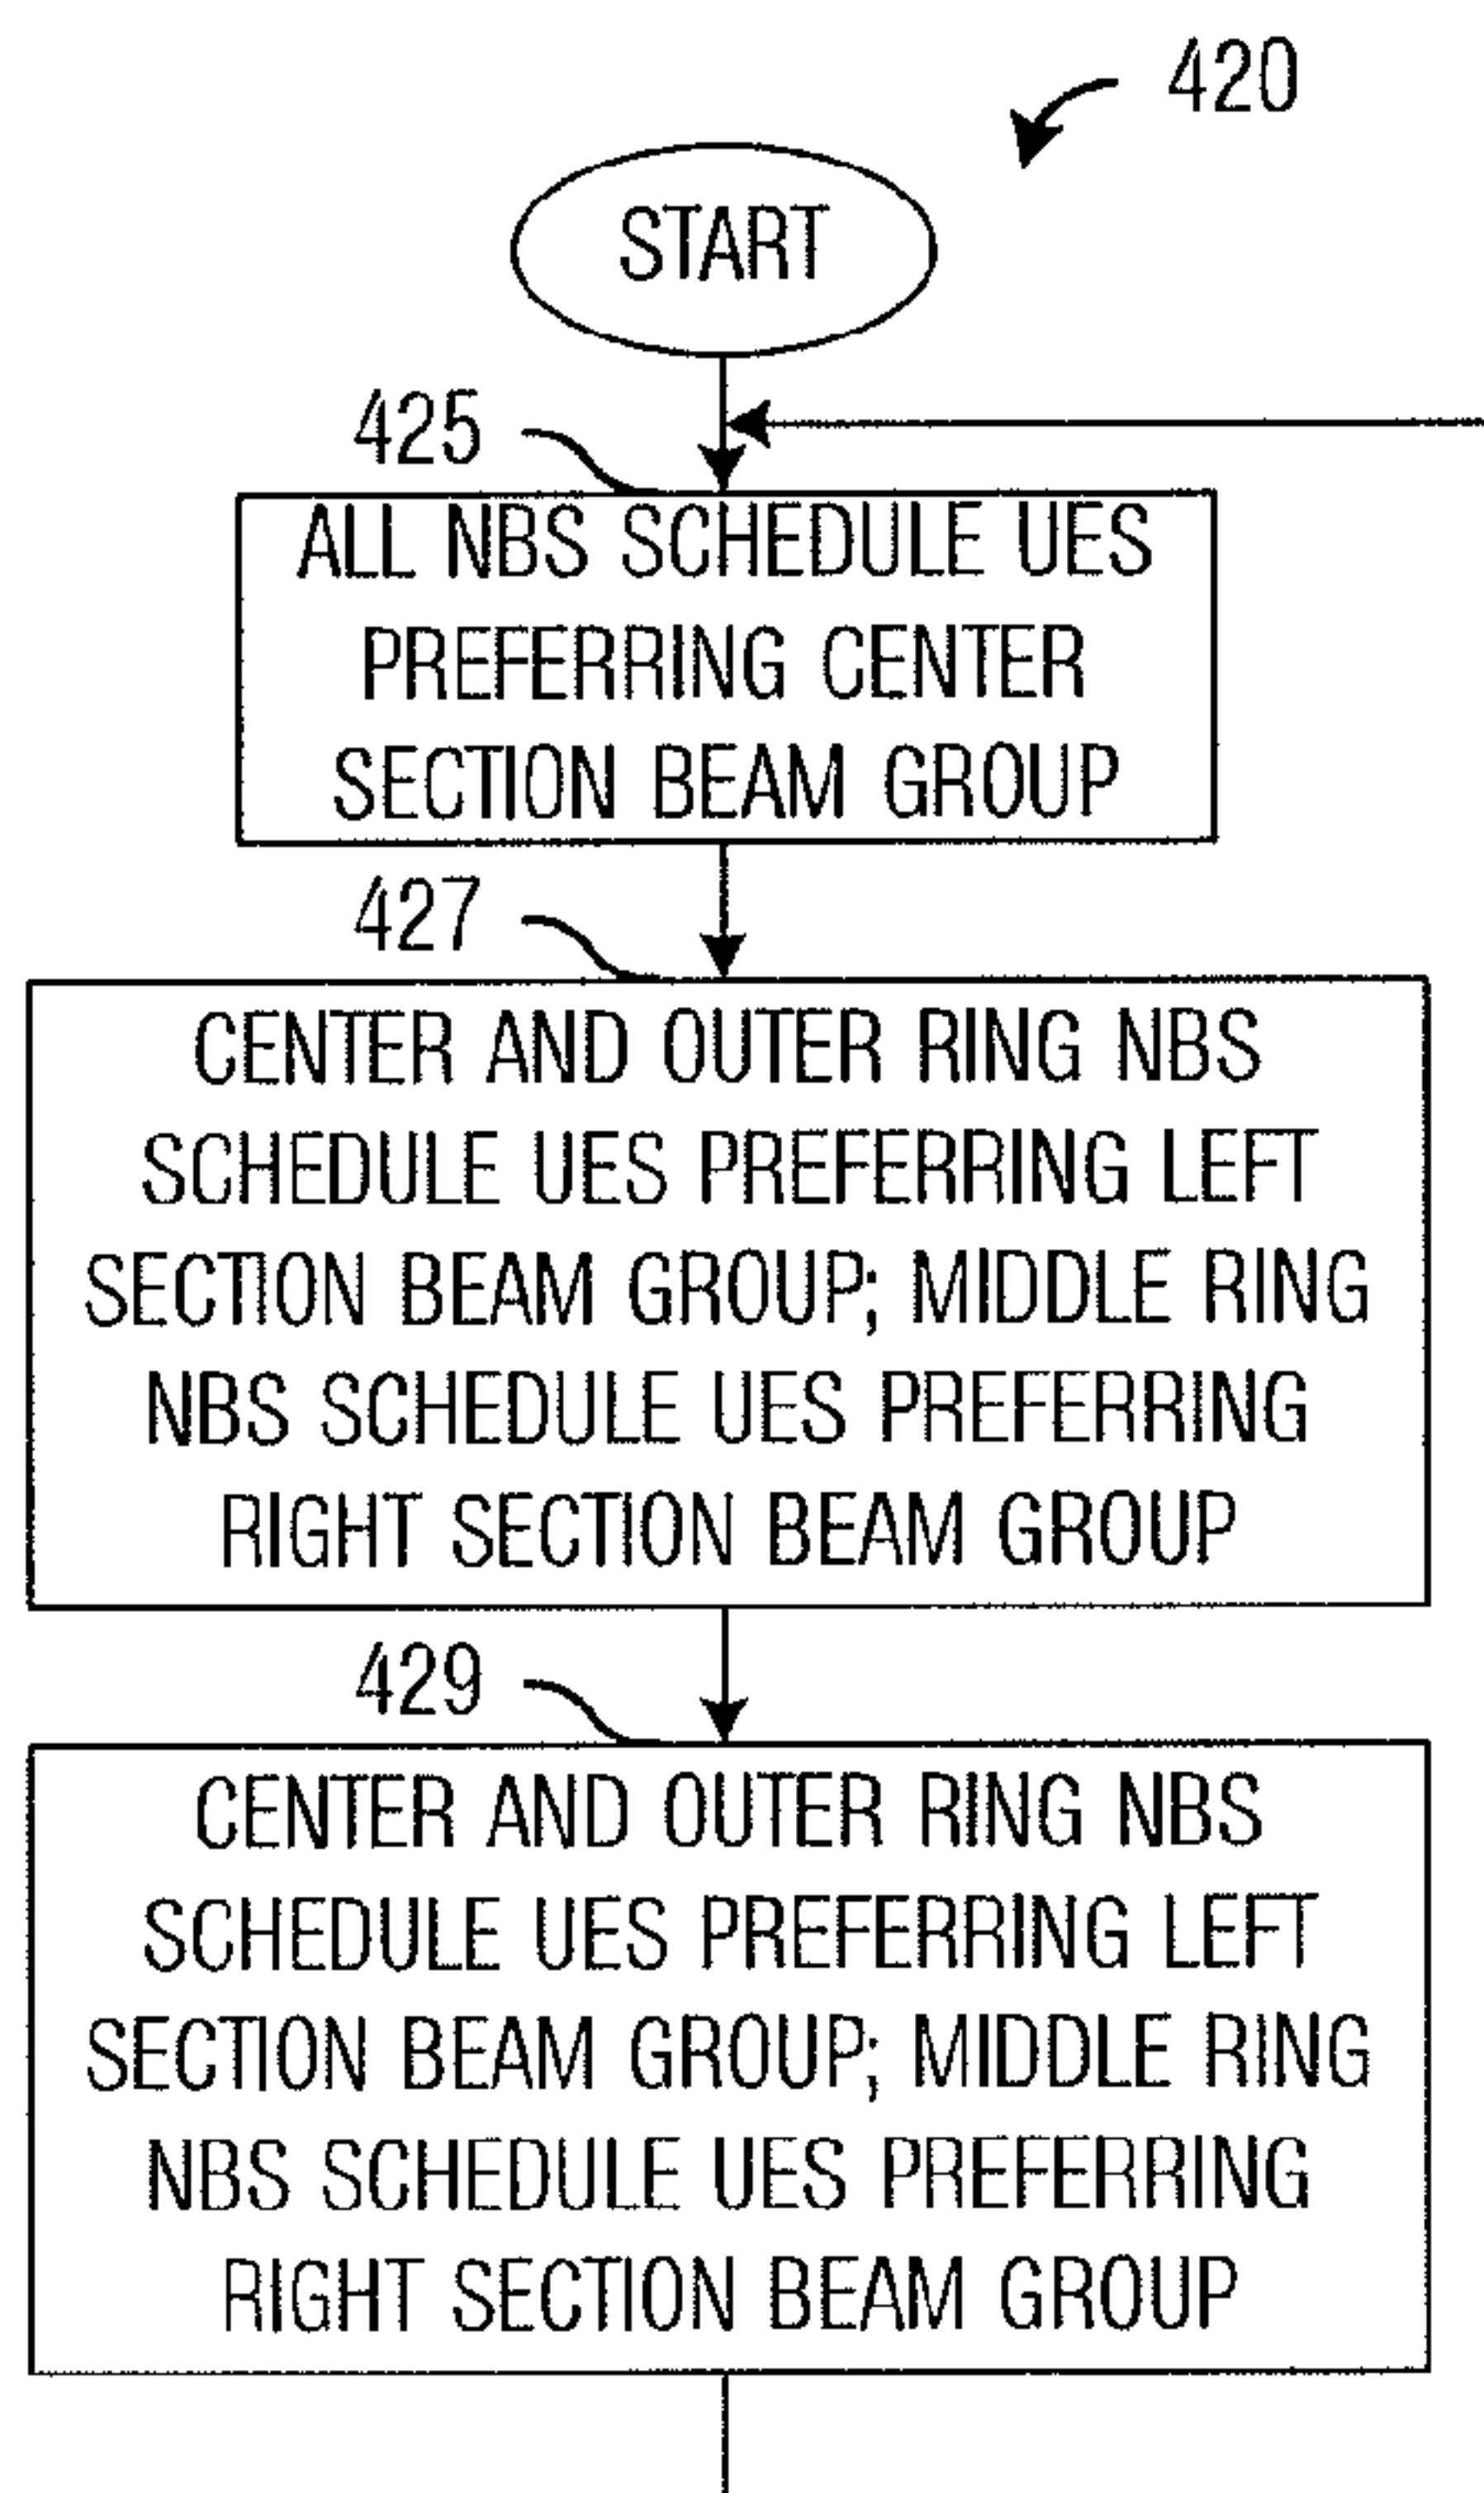 420
START
425
ALL NBS SCHEDULE UES
PREFERRING CENTER
SECTION BEAM GROUP
427
CENTER AND OUTER RING NBS
SCHEDULE UES PREFERRING LEFT
SECTION BEAM GROUP; MIDDLE RING
NBS SCHEDULE UES PREFERRING
RIGHT SECTION BEAM GROUP
429
CENTER AND OUTER RING NBS
SCHEDULE UES PREFERRING LEFT
SECTION BEAM GROUP; MIDDLE RING
NBS SCHEDULE UES PREFERRING
RIGHT SECTION BEAM GROUP